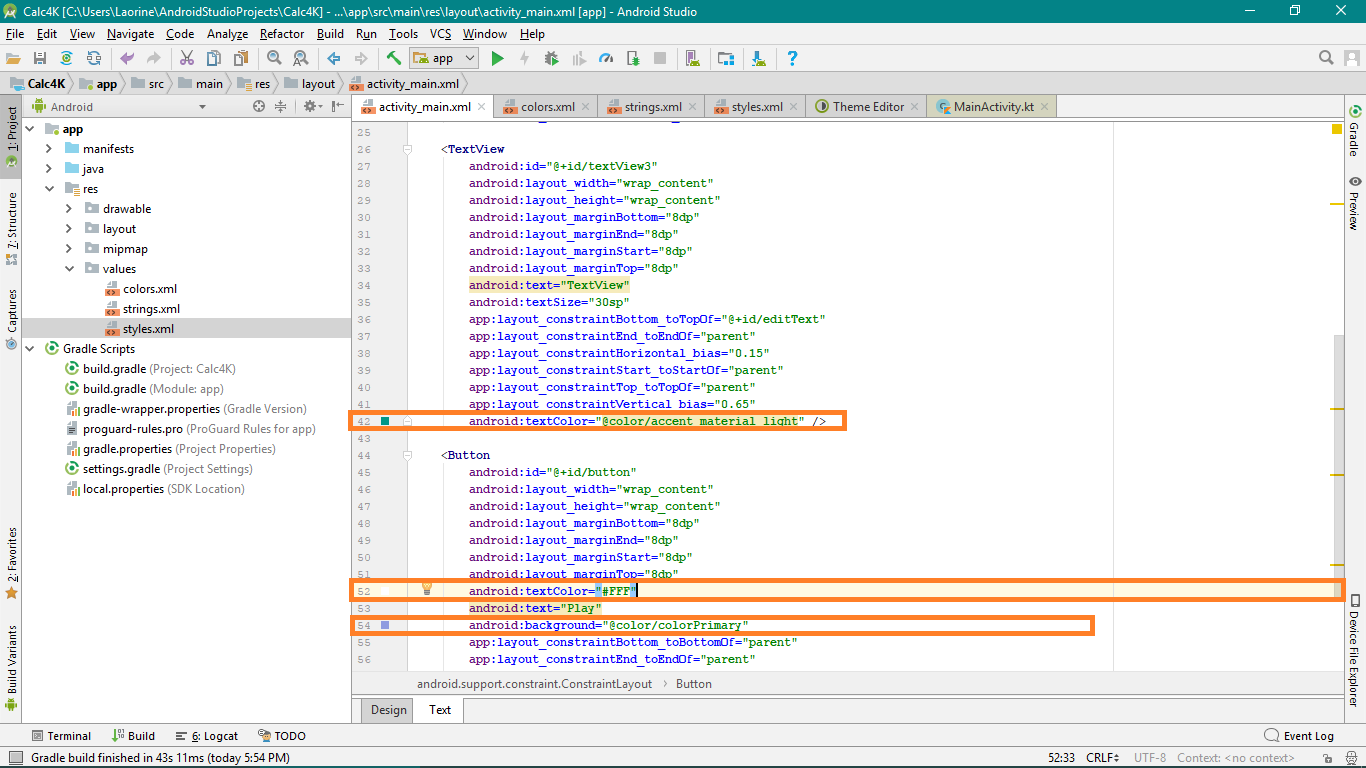 Calc4K [C:\Users\Laorine\AndroidStudioProjects\Calc4K] - ...\app\src\main\res\layout\activity_main.xml [app] - Android Studio
File Edit View Navigate Code Analyze Refactor Build Run Tools VCS Window Help
app
Calc4K app src main res layout activity_main.xml
1: Project
7: Structure
Captures
2: Favorites
Build Variants
Android
app
manifests
java
res
drawable
layout
mipmap
values
colors.xml
strings.xml
styles.xml
Gradle Scripts
build.gradle (Project: Calc4K)
build.gradle (Module: app)
gradle-wrapper.properties (Gradle Version)
proguard-rules.pro (ProGuard Rules for app)
gradle.properties (Project Properties)
settings.gradle (Project Settings)
local.properties (SDK Location)
activity_main.xml colors.xml strings.xml styles.xml Theme Editor MainActivity.kt
25
26 <TextView
27 android:id="@+id/textView3"
28 android:layout_width="wrap_content"
29 android:layout_height="wrap_content"
30 android:layout_marginBottom="8dp"
31 android:layout_marginEnd="8dp"
32 android:layout_marginStart="8dp"
33 android:layout_marginTop="8dp"
34 android:text="TextView"
35 android:textSize="30sp"
36 app:layout_constraintBottom_toTopOf="@+id/editText"
37 app:layout_constraintEnd_toEndOf="parent"
38 app:layout_constraintHorizontal_bias="0.15"
39 app:layout_constraintStart_toStartOf="parent"
40 app:layout_constraintTop_toTopOf="parent"
41 app:layout_constraintVertical_bias="0.65"
42 android:textColor="@color/accent_material_light" />
43
44 <Button
45 android:id="@+id/button"
46 android:layout_width="wrap_content"
47 android:layout_height="wrap_content"
48 android:layout_marginBottom="8dp"
49 android:layout_marginEnd="8dp"
50 android:layout_marginStart="8dp"
51 android:layout_marginTop="8dp"
52 android:textColor="#FFF"
53 android:text="Play"
54 android:background="@color/colorPrimary"
55 app:layout_constraintBottom_toBottomOf="parent"
56 app:layout_constraintEnd_toEndOf="parent"
android.support.constraint.ConstraintLayout › Button
Design Text
Gradle
Preview
Device File Explorer
Terminal Build 6: Logcat TODO Event Log
Gradle build finished in 43s 11ms (today 5:54 PM) 52:33 CRLF UTF-8 Context: <no context>